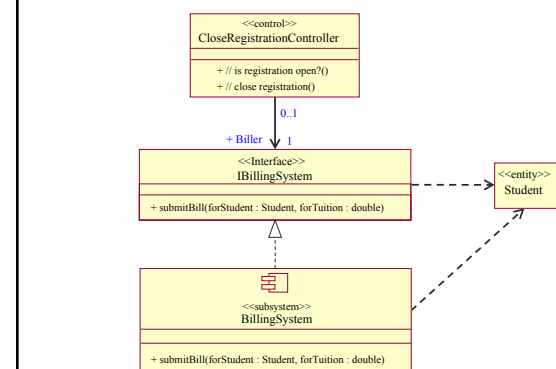 <<control>>
CloseRegistrationController
+ // is registration open?()
+ // close registration()
0..1
+ Biller
1
<<Interface>>
IBillingSystem
+ submitBill(forStudent : Student, forTuition : double)
<<entity>>
Student
<<subsystem>>
BillingSystem
+ submitBill(forStudent : Student, forTuition : double)